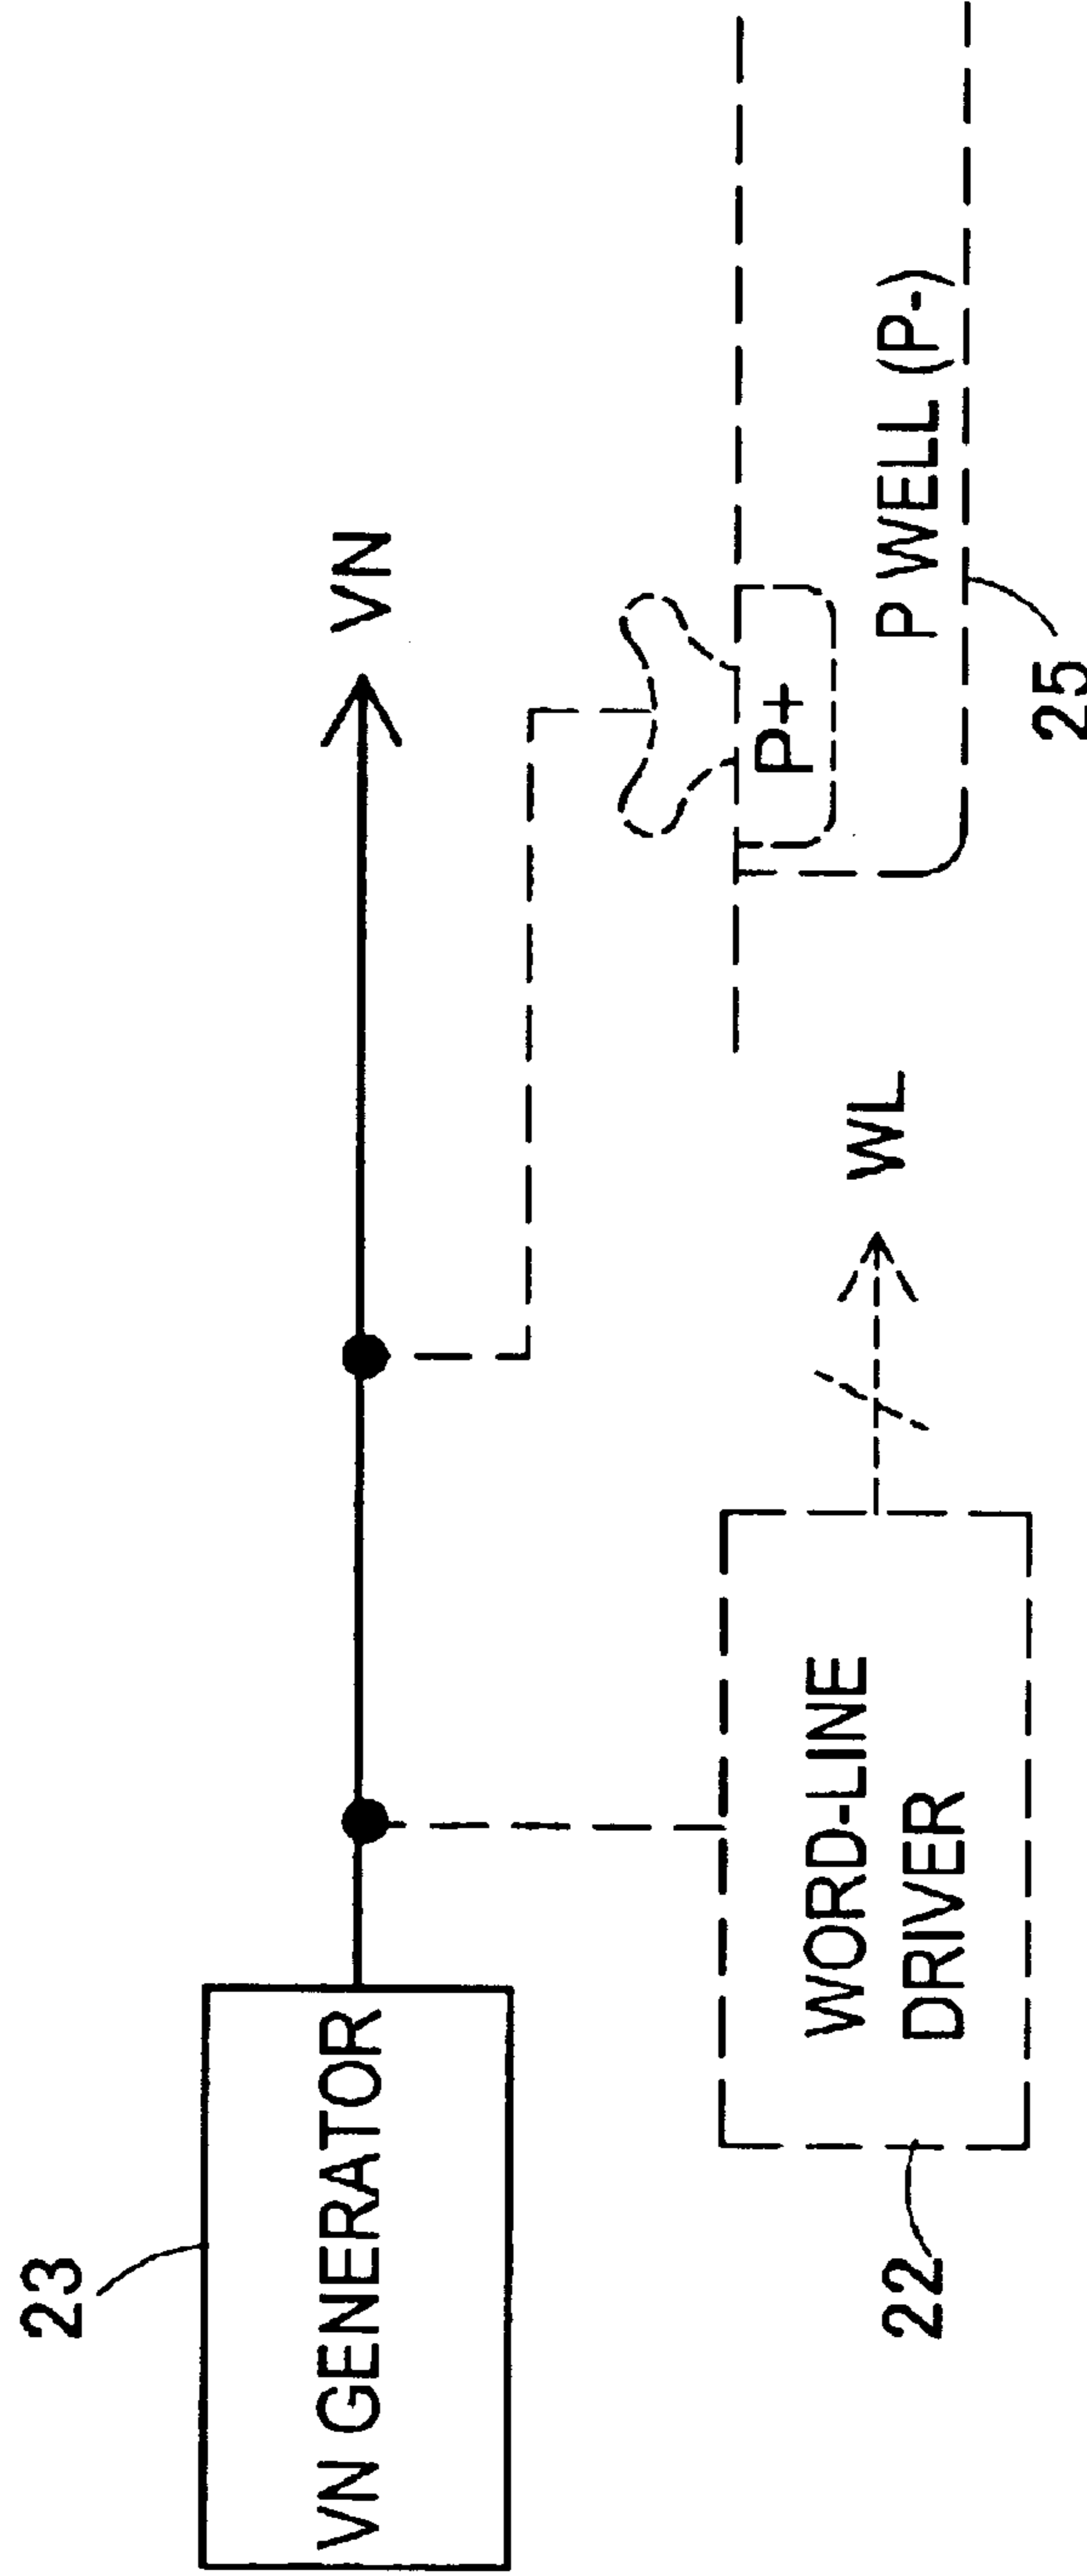 23
VN GENERATOR
VN
22
WORD-LINE
DRIVER
WL
P+
P WELL (P-)
25